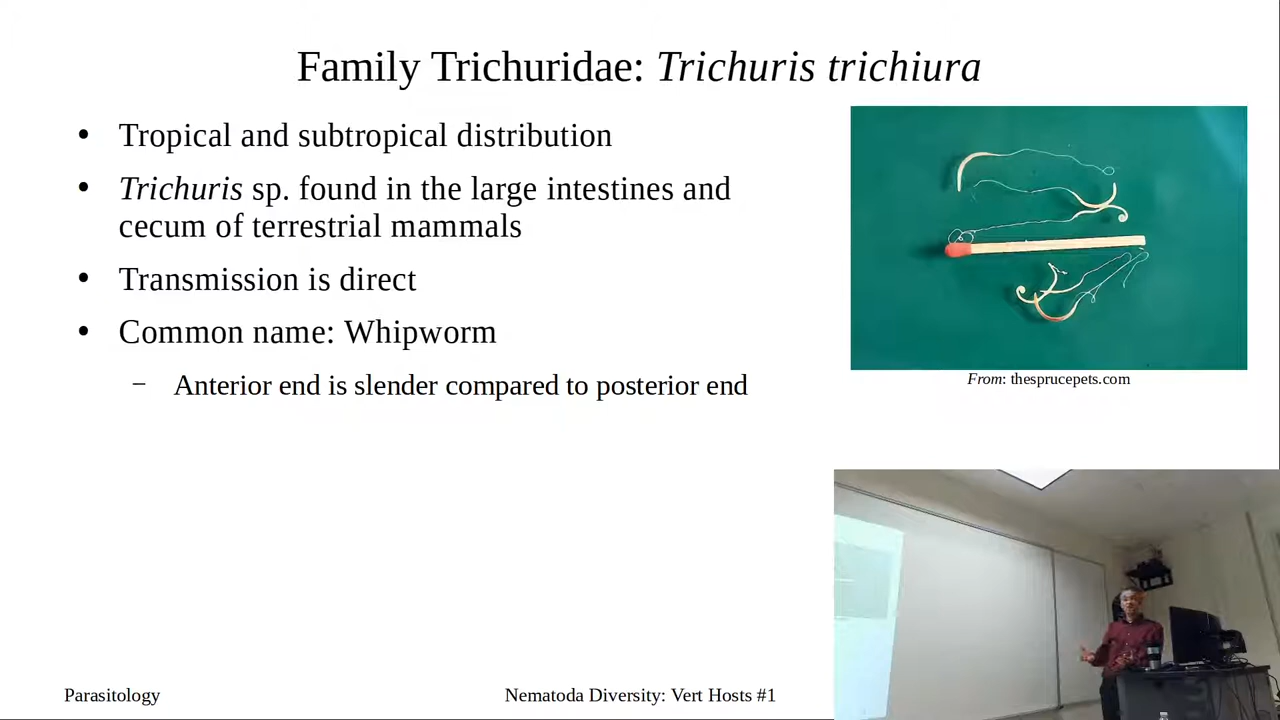 Family Trichuridae: Trichuris trichiura
• Tropical and subtropical distribution
• Trichuris sp. found in the large intestines and
cecum of terrestrial mammals
• Transmission is direct
• Common name: Whipworm
– Anterior end is slender compared to posterior end
From: thesprucepets.com
Parasitology
Nematoda Diversity: Vert Hosts #1